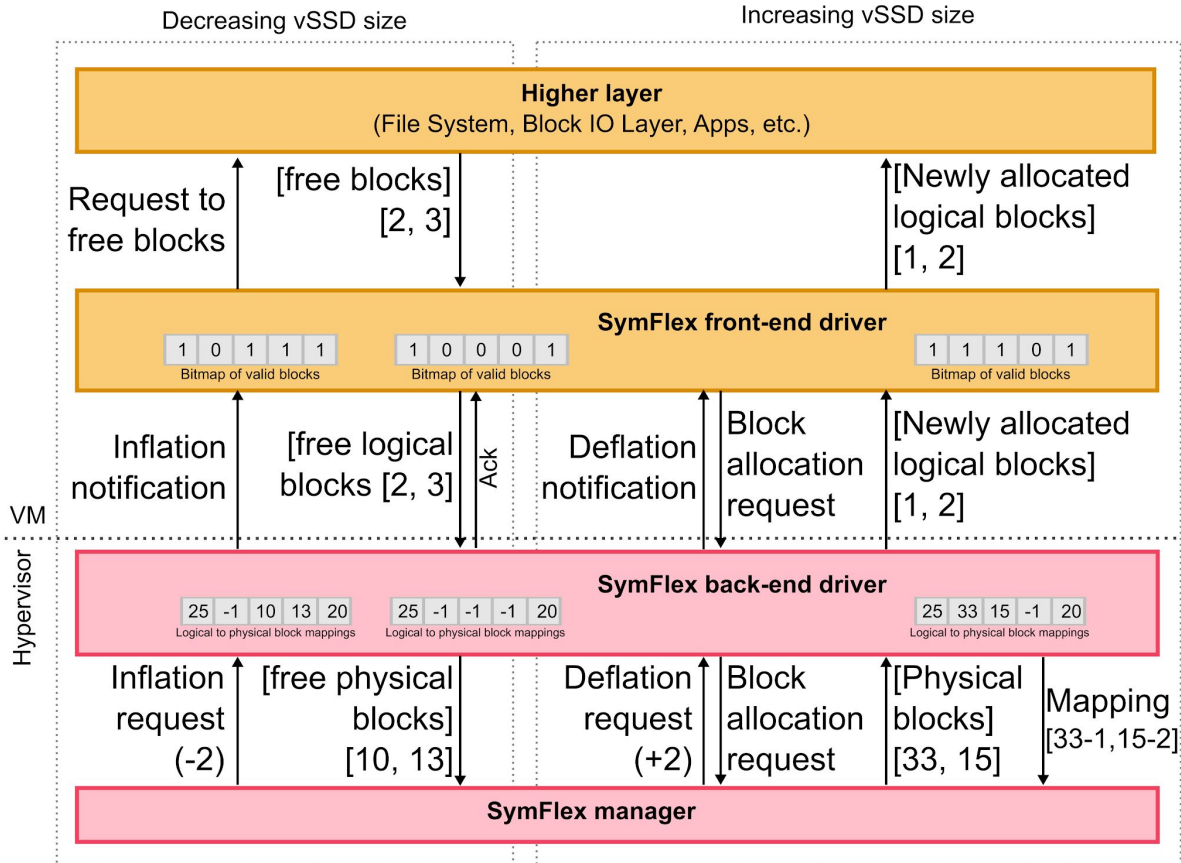 Decreasing vSSD size
Increasing vSSD size
Higher layer
(File System, Block IO Layer, Apps, etc.)
Request to
free blocks
[free blocks]
[2, 3]
[Newly allocated
logical blocks]
[1, 2]
SymFlex front-end driver
1 0 1 1 1
Bitmap of valid blocks
1 0 0 0 1
Bitmap of valid blocks
1 1 1 0 1
Bitmap of valid blocks
Inflation
notification
[free logical
blocks [2, 3]
Ack
Deflation
notification
Block
allocation
request
[Newly allocated
logical blocks]
[1, 2]
VM
Hypervisor
SymFlex back-end driver
25 -1 10 13 20
Logical to physical block mappings
25 -1 -1 -1 20
Logical to physical block mappings
25 33 15 -1 20
Logical to physical block mappings
Inflation
request
(-2)
[free physical
blocks]
[10, 13]
Deflation
request
(+2)
Block
allocation
request
[Physical
blocks]
[33, 15]
Mapping
[33-1,15-2]
SymFlex manager